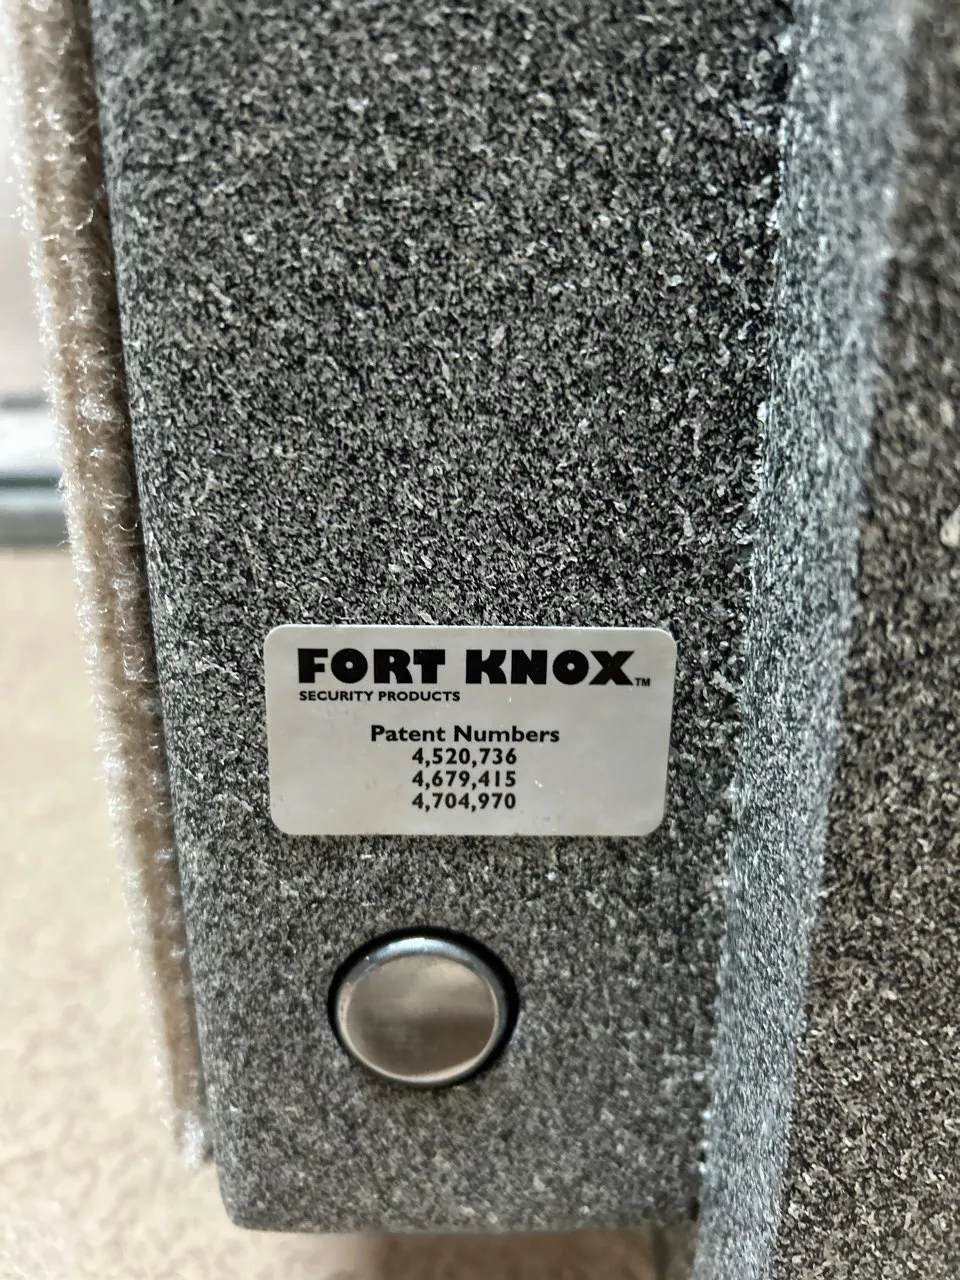 FORT KNOX™
SECURITY PRODUCTS
Patent Numbers
4,520,736
4,679,415
4,704,970